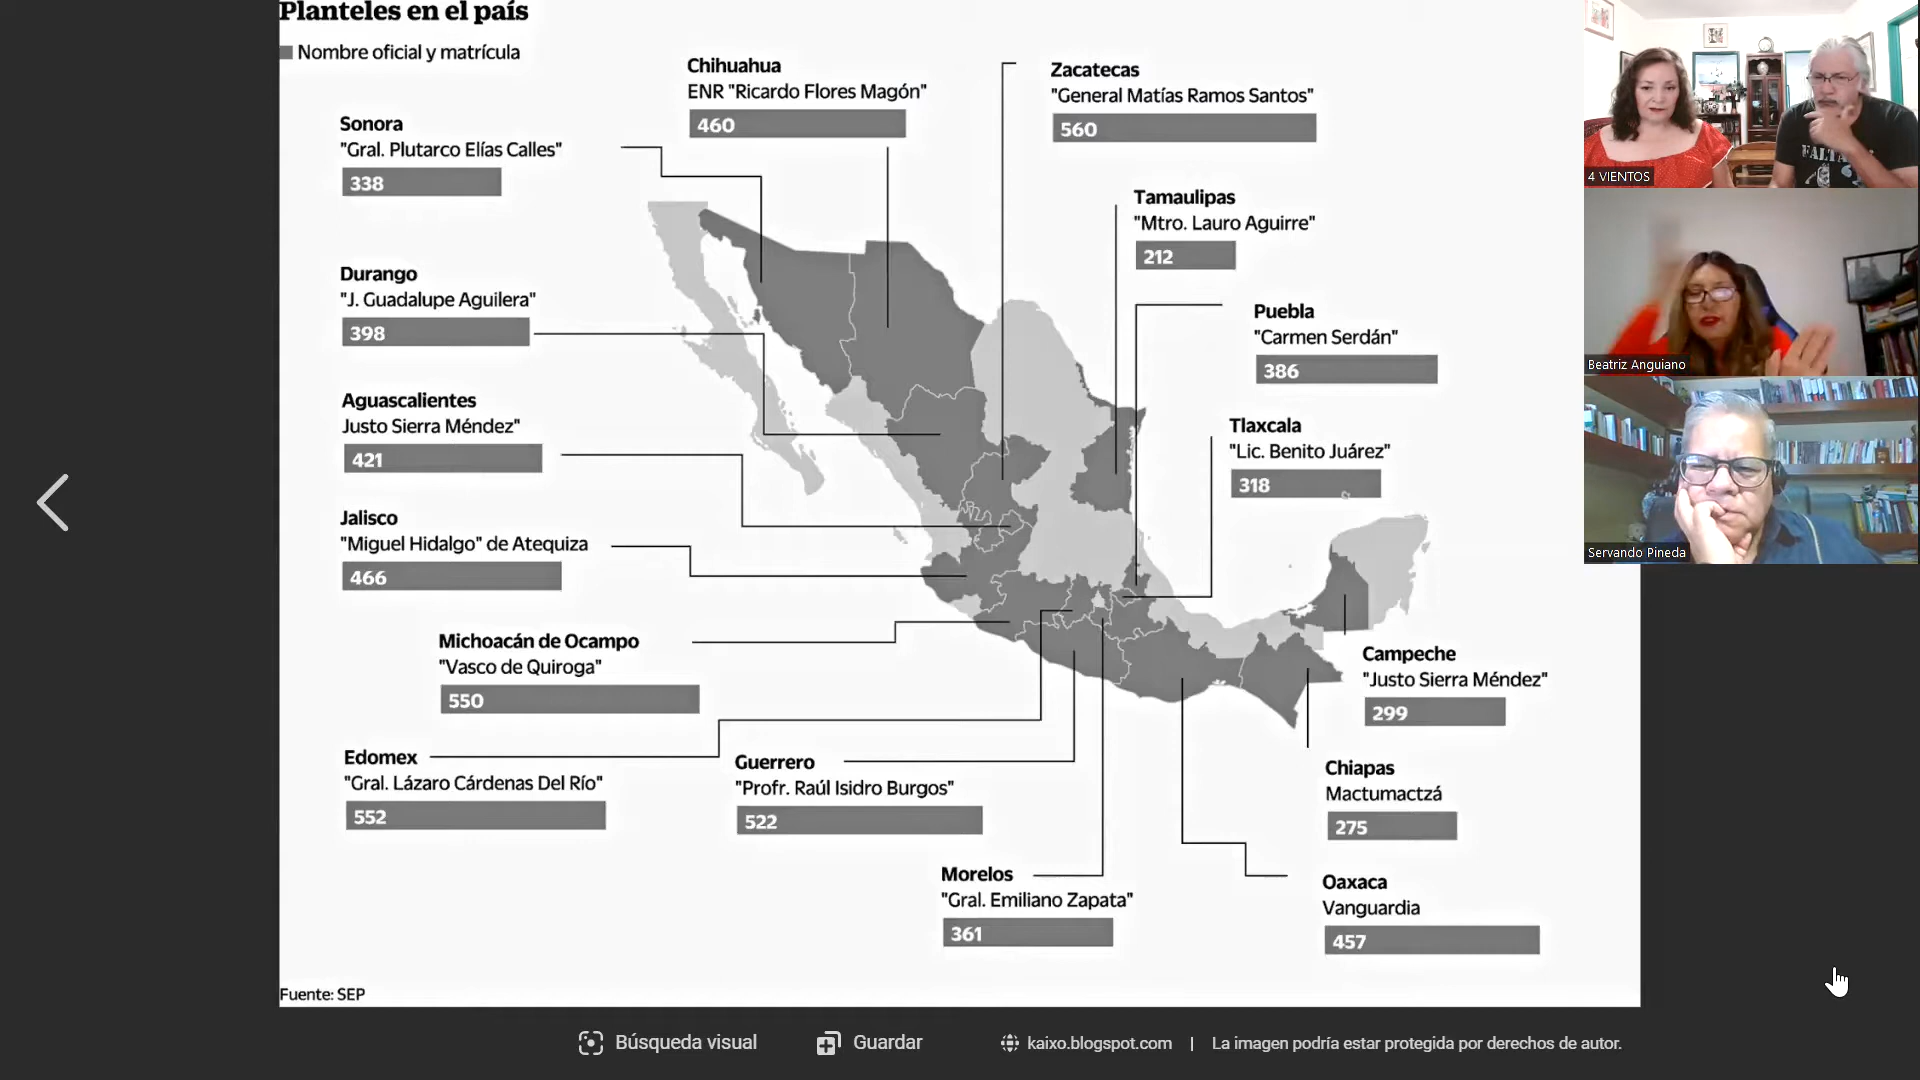 Planteles en el país
Nombre oficial y matrícula
Chihuahua
ENR "Ricardo Flores Magón"
460
Zacatecas
"General Matías Ramos Santos"
560
Sonora
"Gral. Plutarco Elías Calles"
338
Tamaulipas
"Mtro. Lauro Aguirre"
212
Durango
"J. Guadalupe Aguilera"
398
Puebla
"Carmen Serdán"
386
Aguascalientes
Justo Sierra Méndez"
421
Tlaxcala
"Lic. Benito Juárez"
318
Jalisco
"Miguel Hidalgo" de Atequiza
466
Michoacán de Ocampo
"Vasco de Quiroga"
550
Campeche
"Justo Sierra Méndez"
299
Edomex
"Gral. Lázaro Cárdenas Del Río"
552
Guerrero
"Profr. Raúl Isidro Burgos"
522
Chiapas
Mactumactzá
275
Morelos
"Gral. Emiliano Zapata"
361
Oaxaca
Vanguardia
457
Fuente: SEP
Búsqueda visual
Guardar
kaixo.blogspot.com | La imagen podría estar protegida por derechos de autor.
4 VIENTOS
Beatriz Anguiano
Servando Pineda